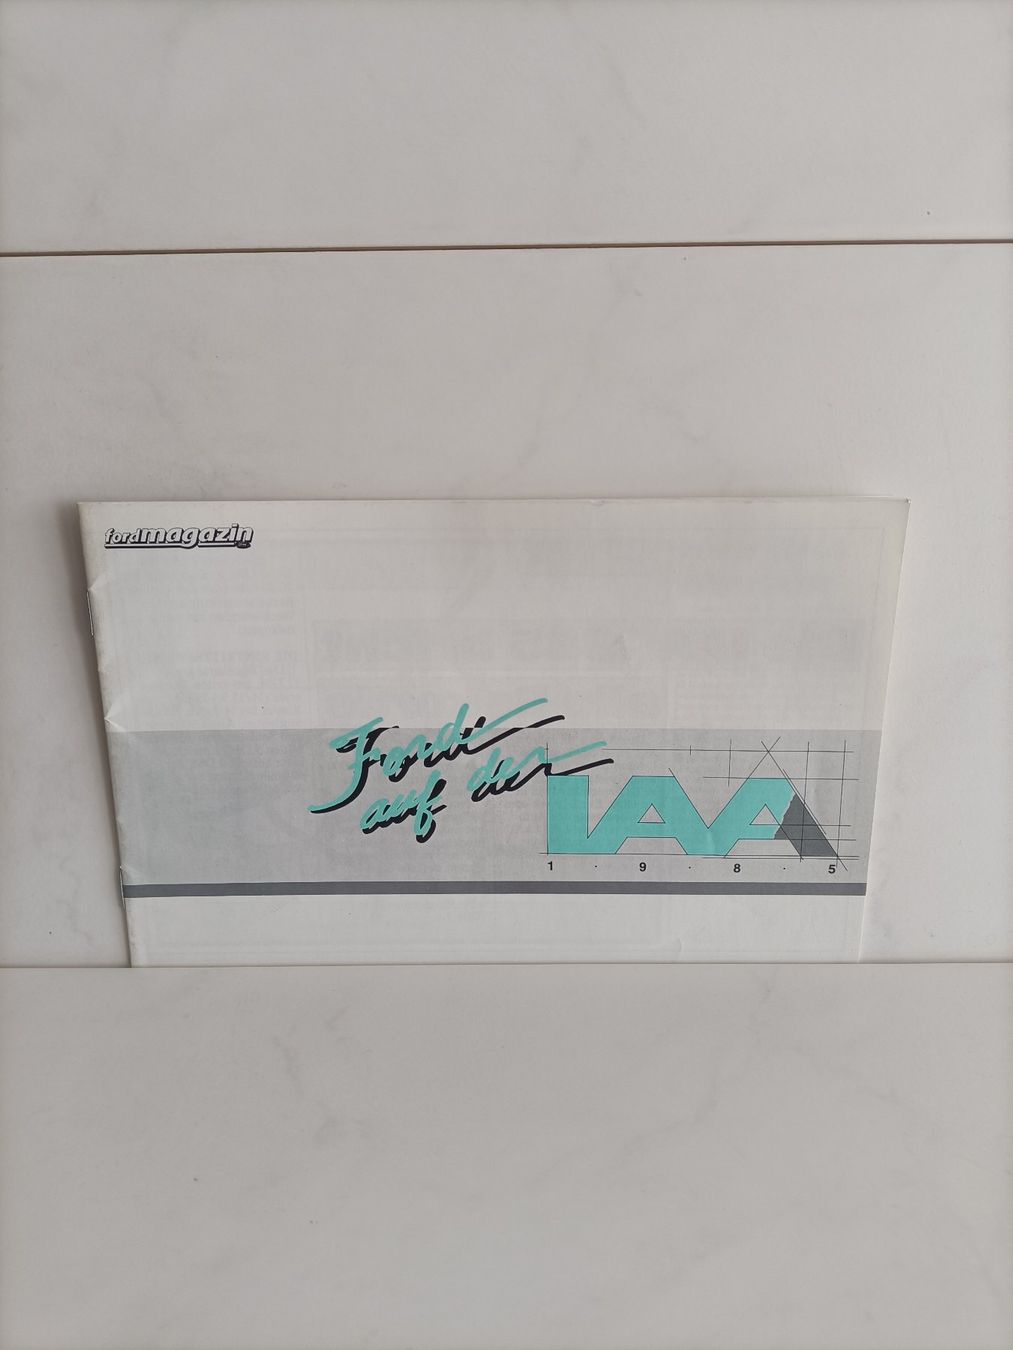 fordmagazin
Ford
auf der
IAA
1 · 9 · 8 · 5